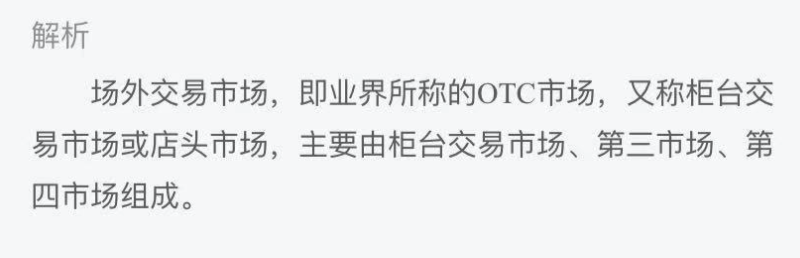 解析
场外交易市场，即业界所称的OTC市场，又称柜台交
易市场或店头市场，主要由柜台交易市场、第三市场、第
四市场组成。